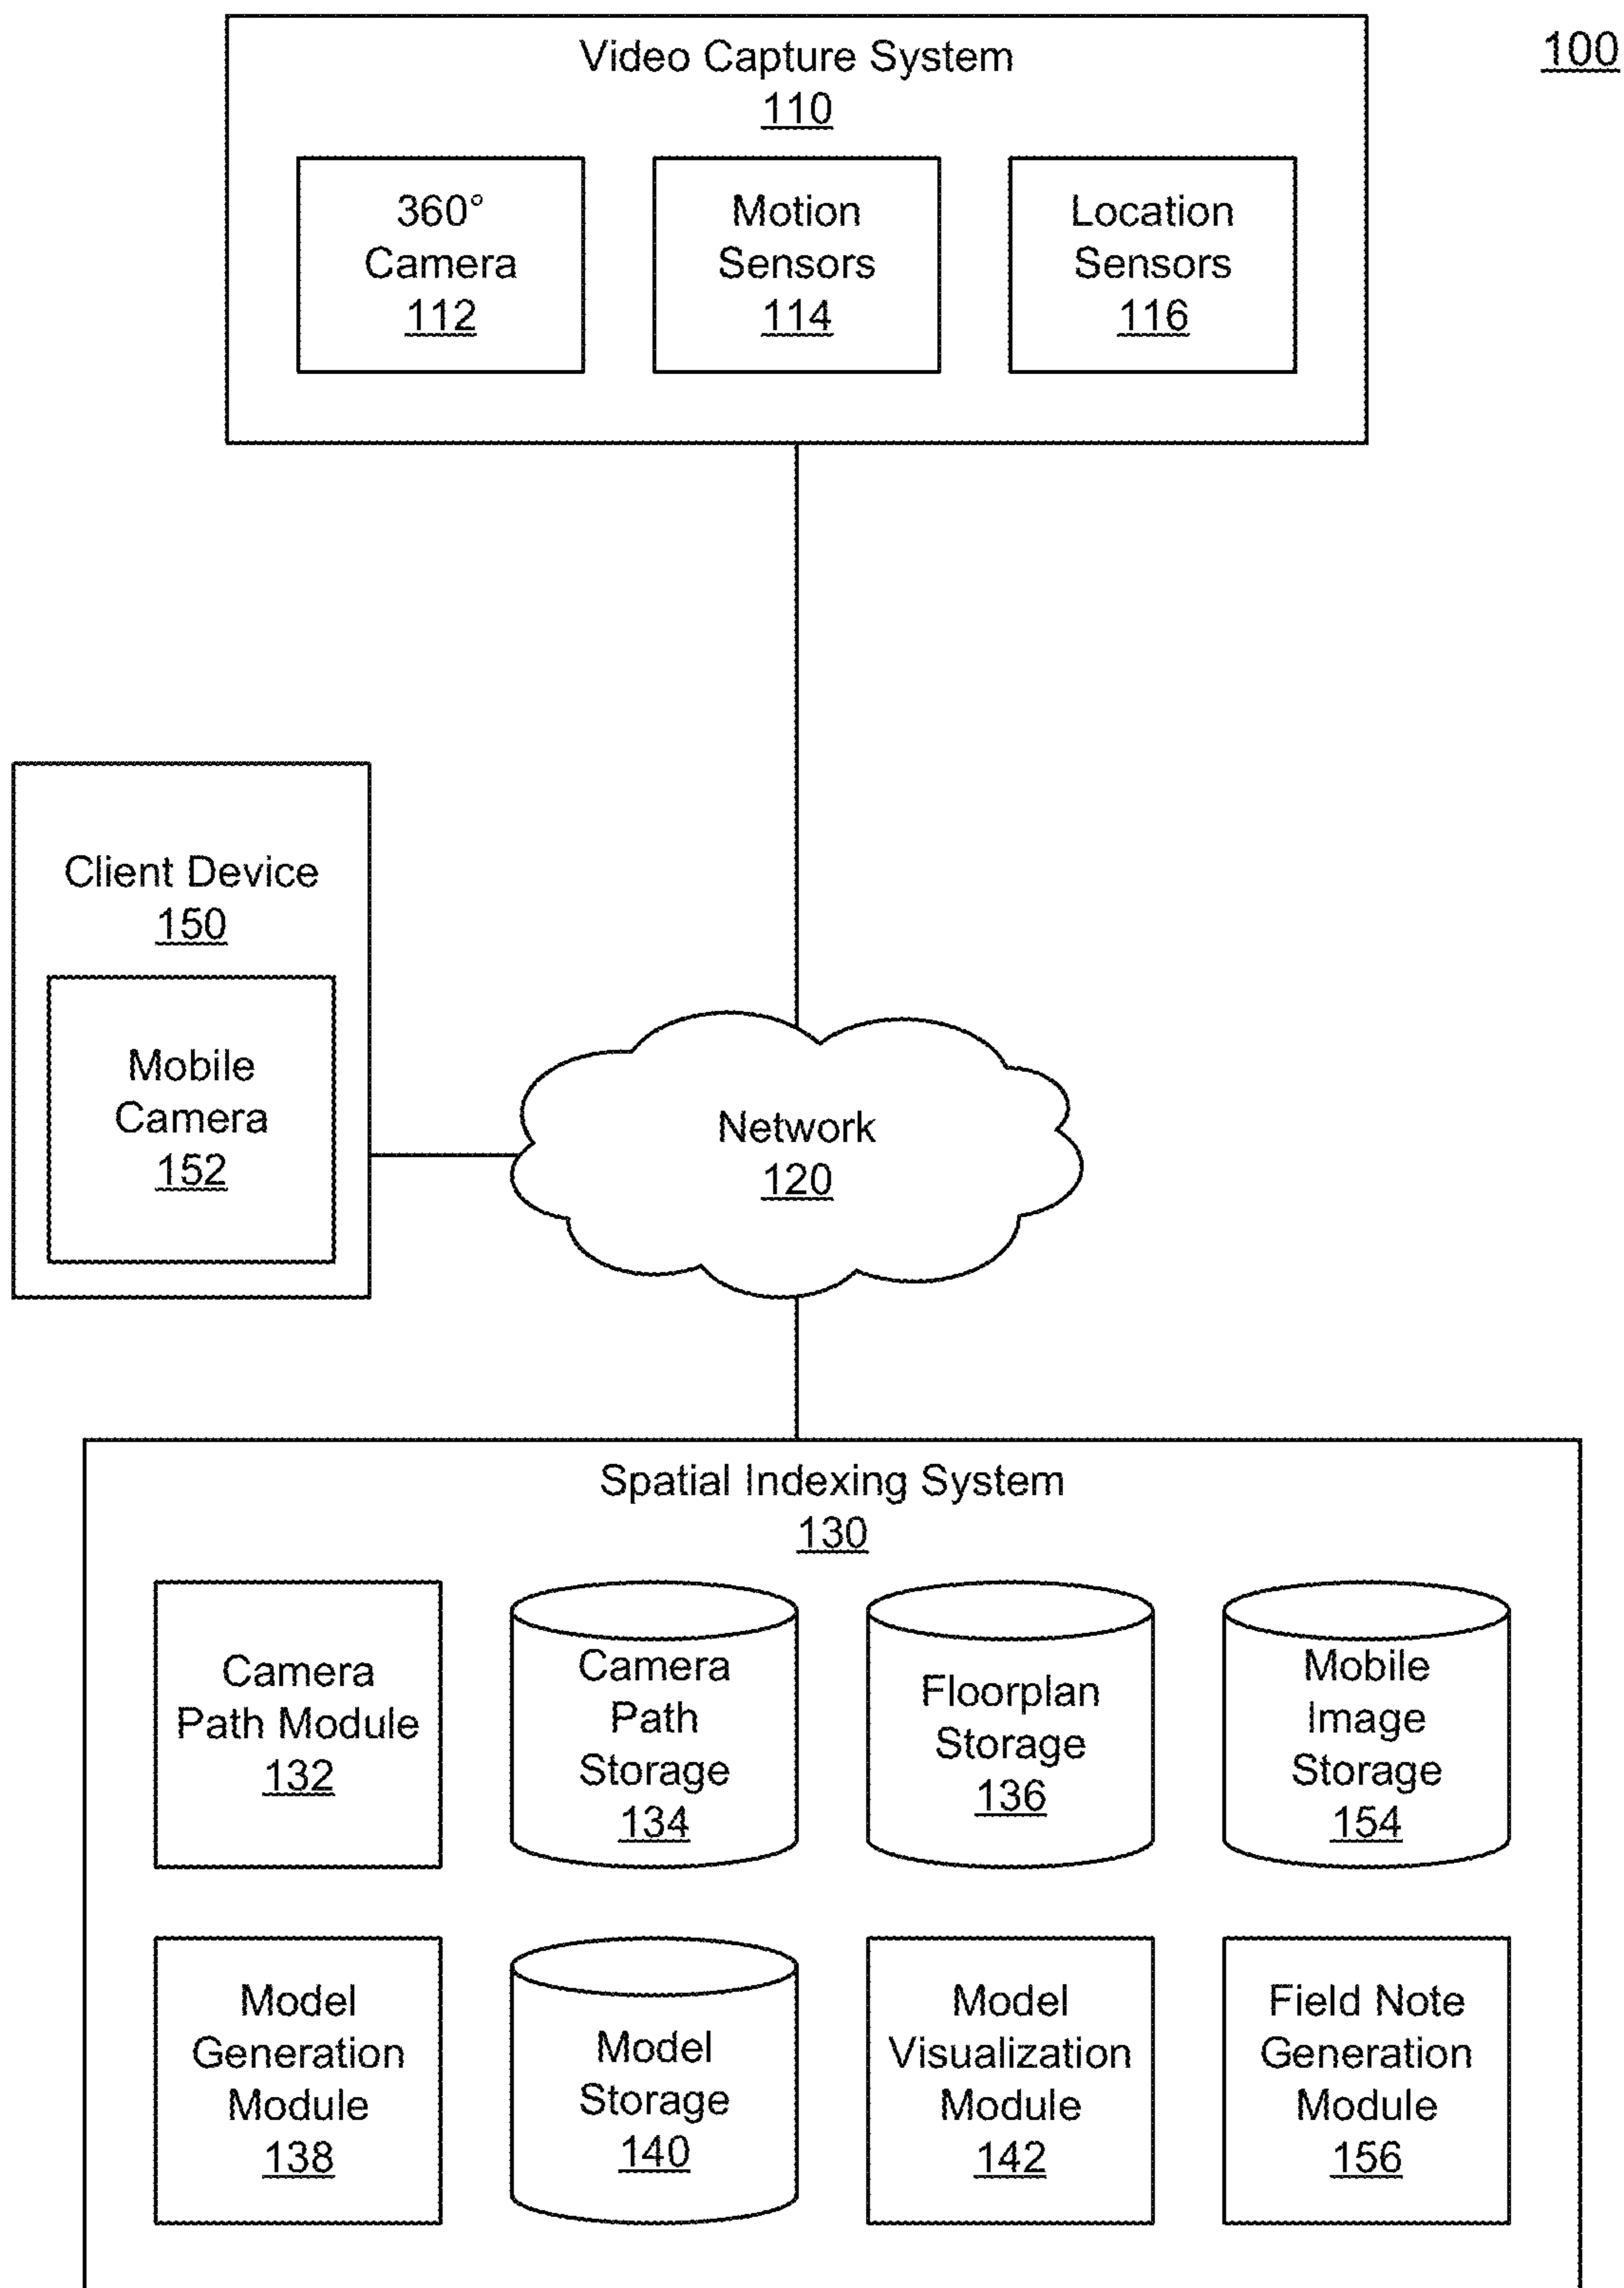 100
Video Capture System
110
360°
Camera
112
Motion
Sensors
114
Location
Sensors
116
Client Device
150
Mobile
Camera
152
Network
120
Spatial Indexing System
130
Camera
Path Module
132
Camera
Path
Storage
134
Floorplan
Storage
136
Mobile
Image
Storage
154
Model
Generation
Module
138
Model
Storage
140
Model
Visualization
Module
142
Field Note
Generation
Module
156